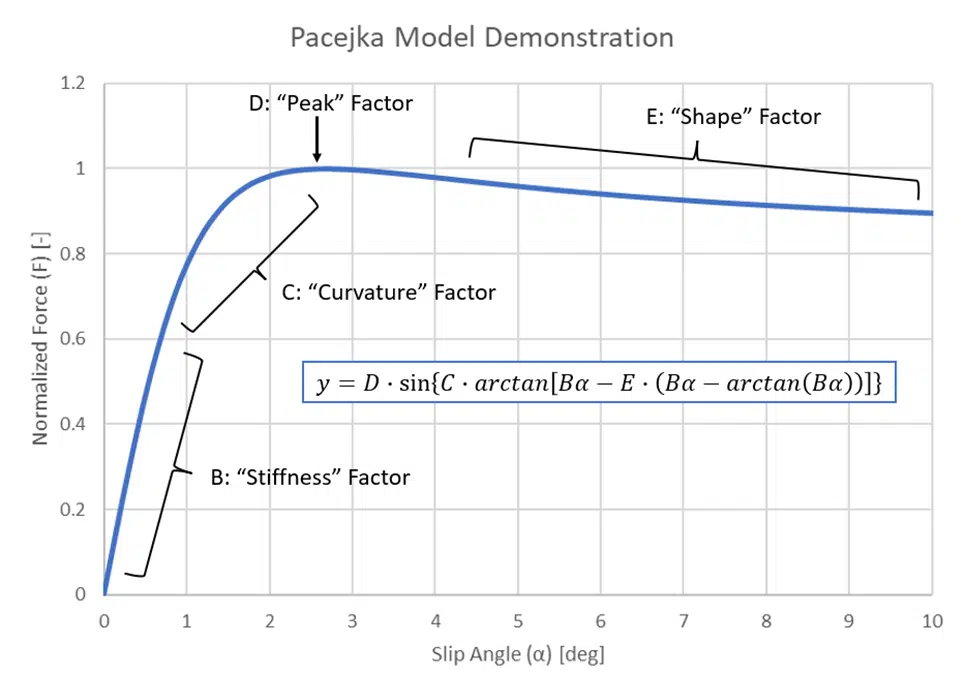 Pacejka Model Demonstration
1.2
D: “Peak” Factor
E: “Shape” Factor
1
0.8
C: “Curvature” Factor
0.6
y = D · sin{C · arctan[Bα − E · (Bα − arctan(Bα))]}
0.4
B: “Stiffness” Factor
0.2
0
Normalized Force (F) [-]
0 1 2 3 4 5 6 7 8 9 10
Slip Angle (α) [deg]